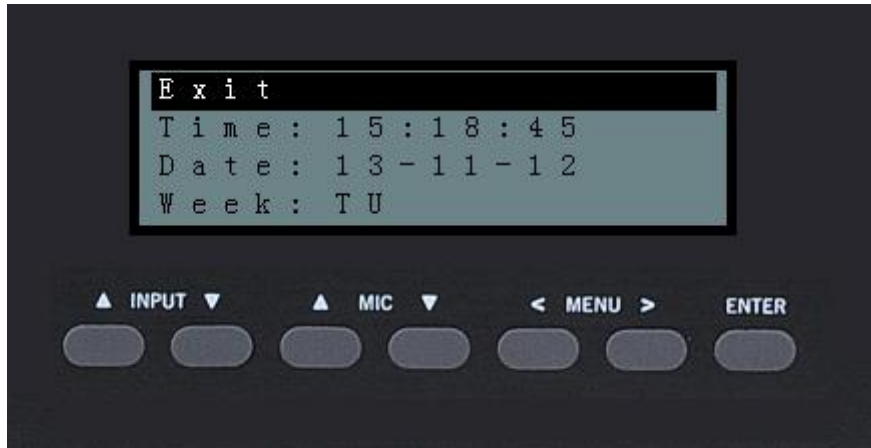 Exit
Time: 15:18:45
Date: 13-11-12
Week: TU
▲ INPUT ▼ ▲ MIC ▼ < MENU > ENTER